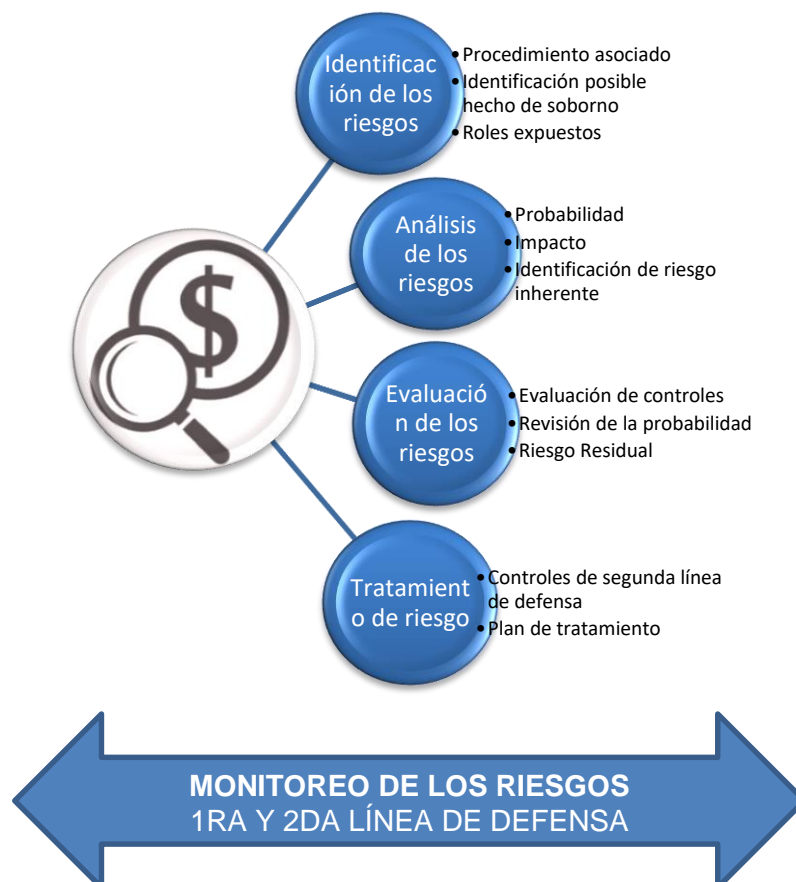 Identificac
ión de los
riesgos
• Procedimiento asociado
• Identificación posible
hecho de soborno
• Roles expuestos
Análisis
de los
riesgos
• Probabilidad
• Impacto
• Identificación de riesgo
inherente
$
Evaluació
n de los
riesgos
• Evaluación de controles
• Revisión de la probabilidad
• Riesgo Residual
Tratamient
o de riesgo
• Controles de segunda línea
de defensa
• Plan de tratamiento
MONITOREO DE LOS RIESGOS
1RA Y 2DA LÍNEA DE DEFENSA